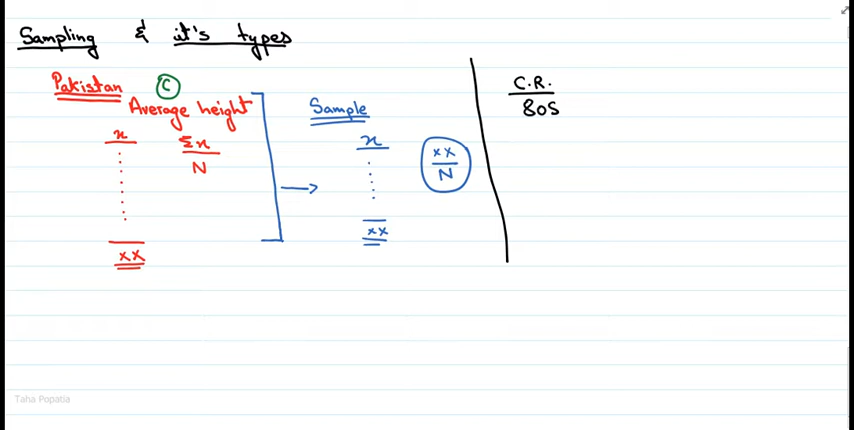 Sampling & it's types
Pakistan C
Average height
x
Σx
N
xx
Sample
x
xx
xx
N
C.R.
80S
Taha Popatia